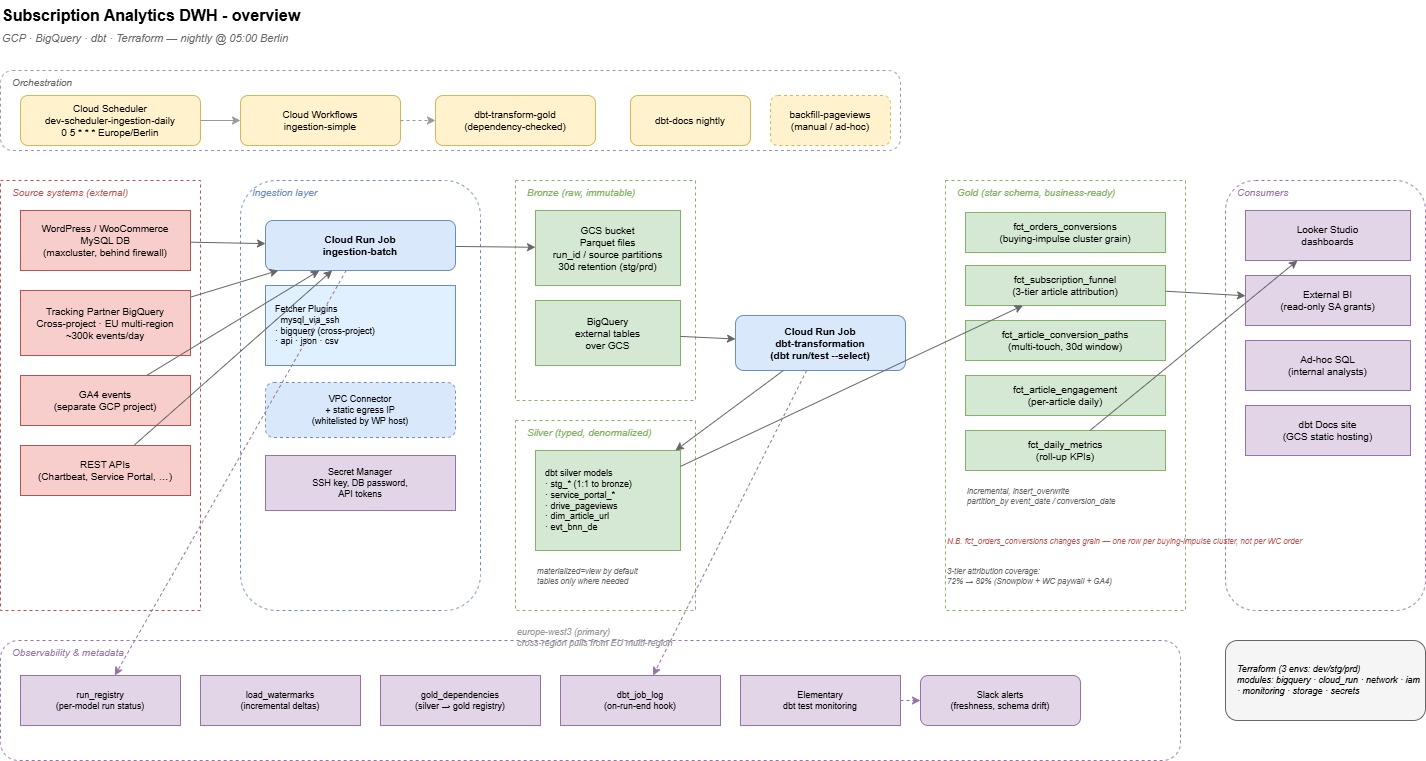 Subscription Analytics DWH - overview
GCP · BigQuery · dbt · Terraform — nightly @ 05:00 Berlin
Orchestration
Cloud Scheduler
dev-scheduler-ingestion-daily
0 5 * * * Europe/Berlin
Cloud Workflows
ingestion-simple
dbt-transform-gold
(dependency-checked)
dbt-docs nightly
backfill-pageviews
(manual / ad-hoc)
Source systems (external)
WordPress / WooCommerce
MySQL DB
(maxcluster, behind firewall)
Tracking Partner BigQuery
Cross-project · EU multi-region
~300k events/day
GA4 events
(separate GCP project)
REST APIs
(Chartbeat, Service Portal, …)
Ingestion layer
Cloud Run Job
ingestion-batch
Fetcher Plugins
· mysql_via_ssh
· bigquery (cross-project)
· api · json · csv
VPC Connector
+ static egress IP
(whitelisted by WP host)
Secret Manager
SSH key, DB password,
API tokens
Bronze (raw, immutable)
GCS bucket
Parquet files
run_id / source partitions
30d retention (stg/prd)
BigQuery
external tables
over GCS
Silver (typed, denormalized)
dbt silver models
· stg_* (1:1 to bronze)
· service_portal_*
· drive_pageviews
· dim_article_url
· evt_bnn_de
materialized=view by default
tables only where needed
europe-west3 (primary)
cross-region pulls from EU multi-region
Cloud Run Job
dbt-transformation
(dbt run/test --select)
Gold (star schema, business-ready)
fct_orders_conversions
(buying-impulse cluster grain)
fct_subscription_funnel
(3-tier article attribution)
fct_article_conversion_paths
(multi-touch, 30d window)
fct_article_engagement
(per-article daily)
fct_daily_metrics
(roll-up KPIs)
incremental, insert_overwrite
partition_by event_date / conversion_date
N.B. fct_orders_conversions changes grain — one row per buying-impulse cluster, not per WC order
3-tier attribution coverage:
72% → 89% (Snowplow + WC paywall + GA4)
Consumers
Looker Studio
dashboards
External BI
(read-only SA grants)
Ad-hoc SQL
(internal analysts)
dbt Docs site
(GCS static hosting)
Observability & metadata
run_registry
(per-model run status)
load_watermarks
(incremental deltas)
gold_dependencies
(silver → gold registry)
dbt_job_log
(on-run-end hook)
Elementary
dbt test monitoring
Slack alerts
(freshness, schema drift)
Terraform (3 envs: dev/stg/prd)
modules: bigquery · cloud_run · network · iam
· monitoring · storage · secrets